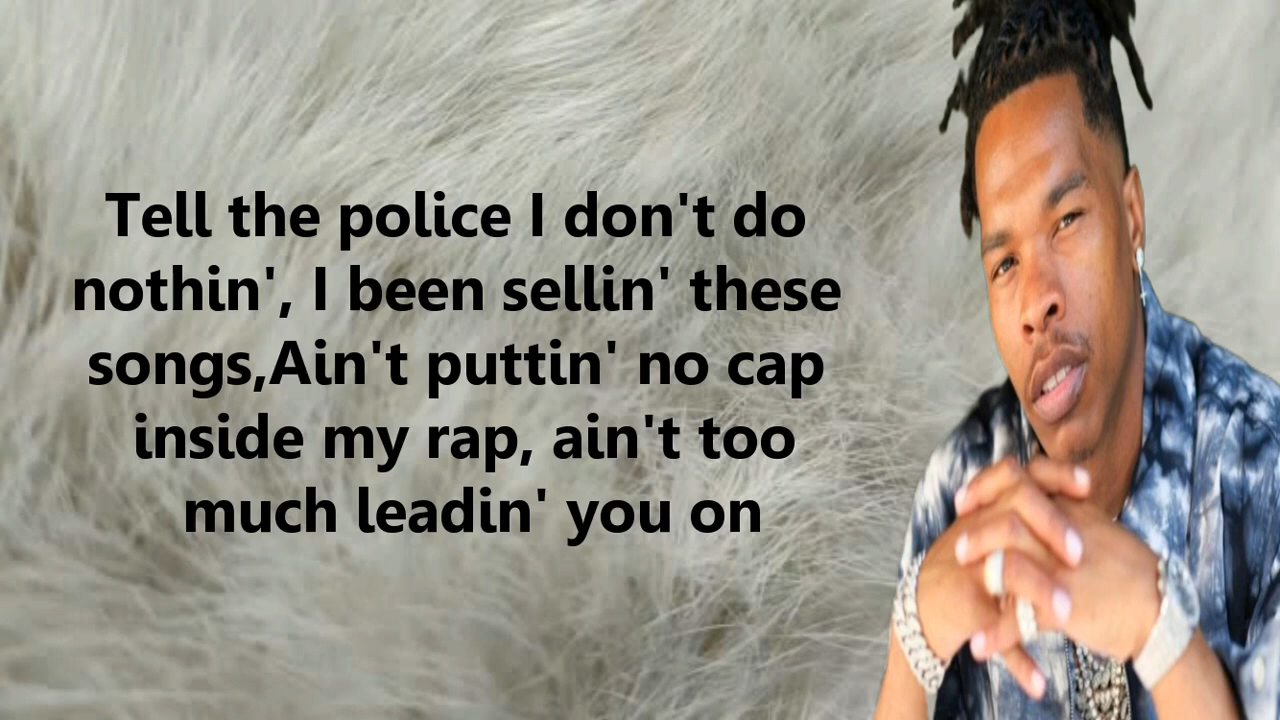 Tell the police I don't do
nothin', I been sellin' these
songs,Ain't puttin' no cap
inside my rap, ain't too
much leadin' you on